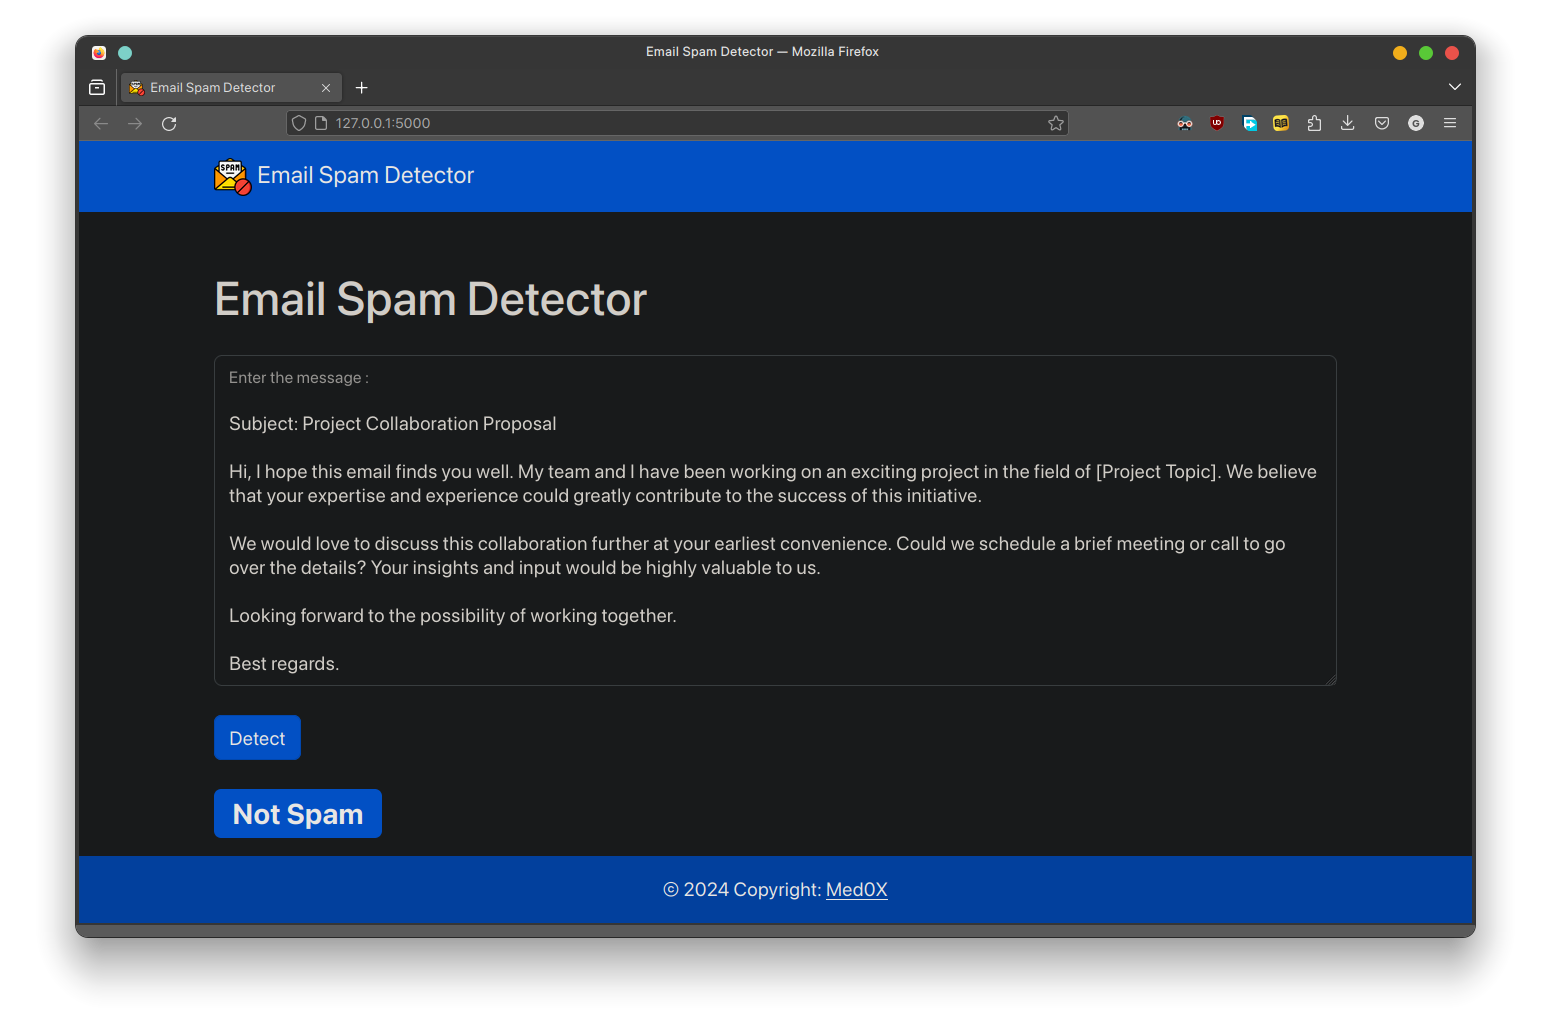 Email Spam Detector — Mozilla Firefox
Email Spam Detector
127.0.0.1:5000
SPAM
Email Spam Detector
Email Spam Detector
Enter the message :
Subject: Project Collaboration Proposal
Hi, I hope this email finds you well. My team and I have been working on an exciting project in the field of [Project Topic]. We believe
that your expertise and experience could greatly contribute to the success of this initiative.
We would love to discuss this collaboration further at your earliest convenience. Could we schedule a brief meeting or call to go
over the details? Your insights and input would be highly valuable to us.
Looking forward to the possibility of working together.
Best regards.
Detect
Not Spam
© 2024 Copyright: Med0X